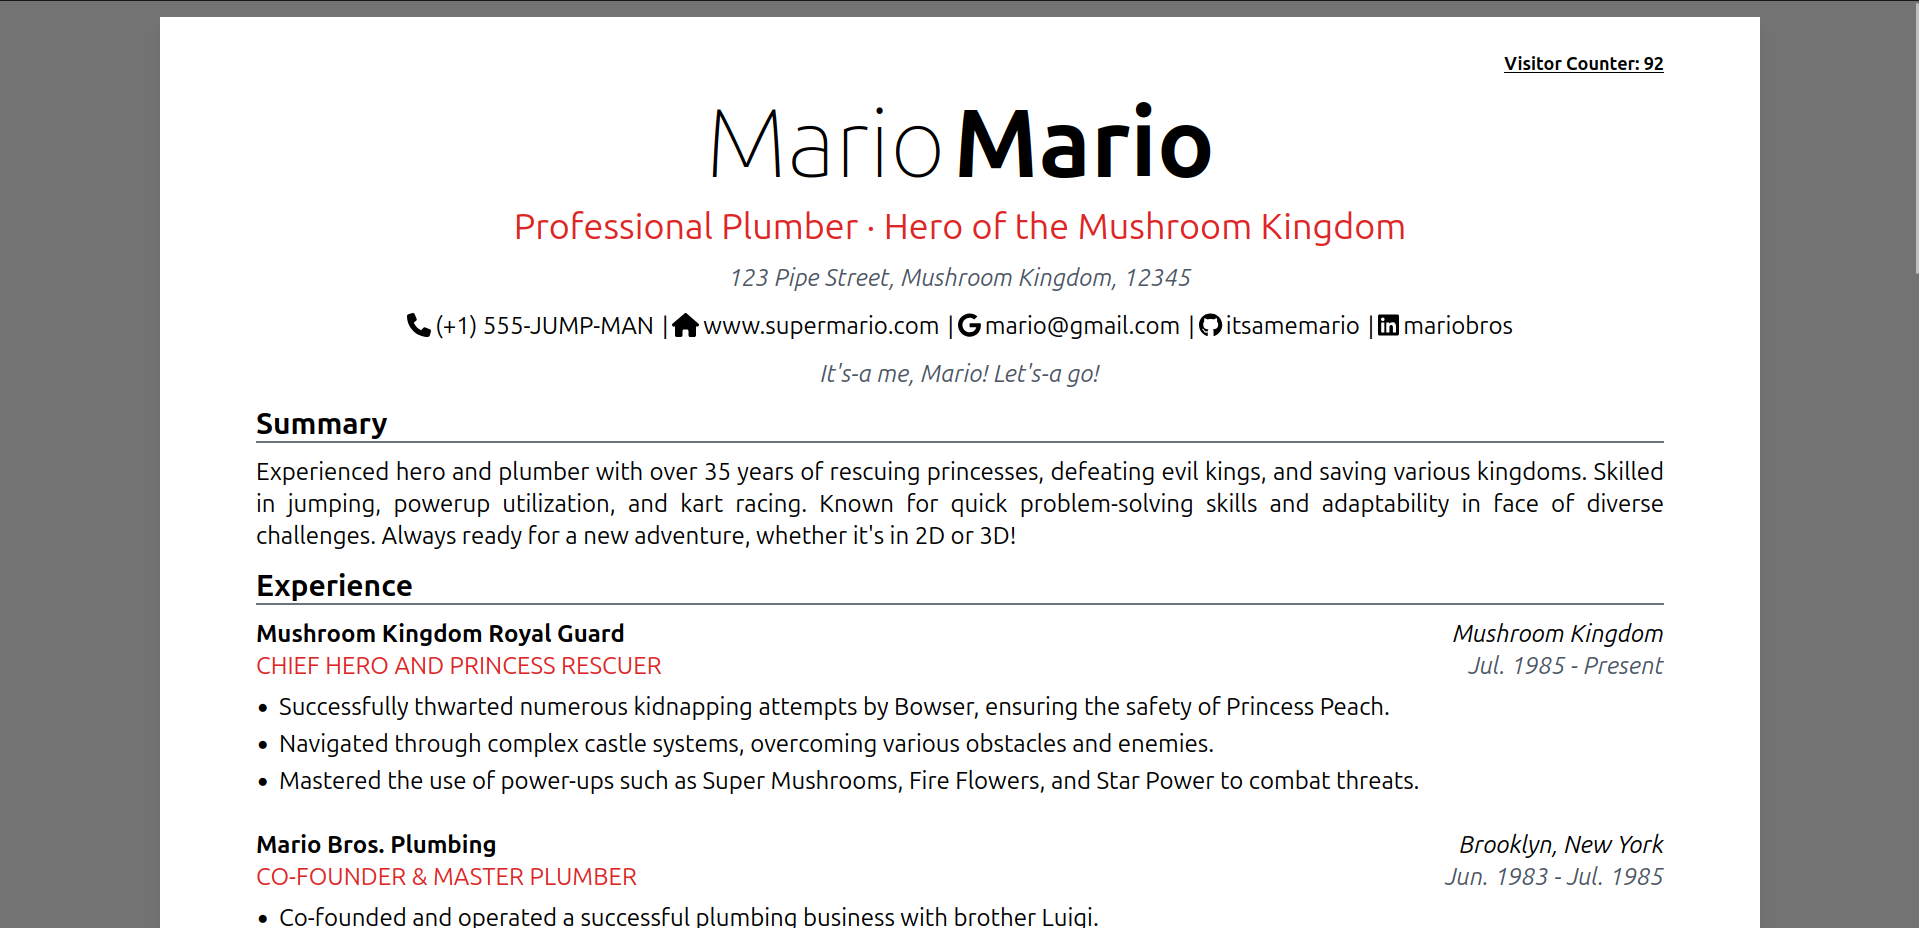 Visitor Counter: 92
Mario Mario
Professional Plumber · Hero of the Mushroom Kingdom
123 Pipe Street, Mushroom Kingdom, 12345
(+1) 555-JUMP-MAN | www.supermario.com | mario@gmail.com | itsamemario | mariobros
It's-a me, Mario! Let's-a go!
Summary
Experienced hero and plumber with over 35 years of rescuing princesses, defeating evil kings, and saving various kingdoms. Skilled
in jumping, powerup utilization, and kart racing. Known for quick problem-solving skills and adaptability in face of diverse
challenges. Always ready for a new adventure, whether it's in 2D or 3D!
Experience
Mushroom Kingdom Royal Guard Mushroom Kingdom
CHIEF HERO AND PRINCESS RESCUER Jul. 1985 - Present
• Successfully thwarted numerous kidnapping attempts by Bowser, ensuring the safety of Princess Peach.
• Navigated through complex castle systems, overcoming various obstacles and enemies.
• Mastered the use of power-ups such as Super Mushrooms, Fire Flowers, and Star Power to combat threats.
Mario Bros. Plumbing Brooklyn, New York
CO-FOUNDER & MASTER PLUMBER Jun. 1983 - Jul. 1985
• Co-founded and operated a successful plumbing business with brother Luigi.